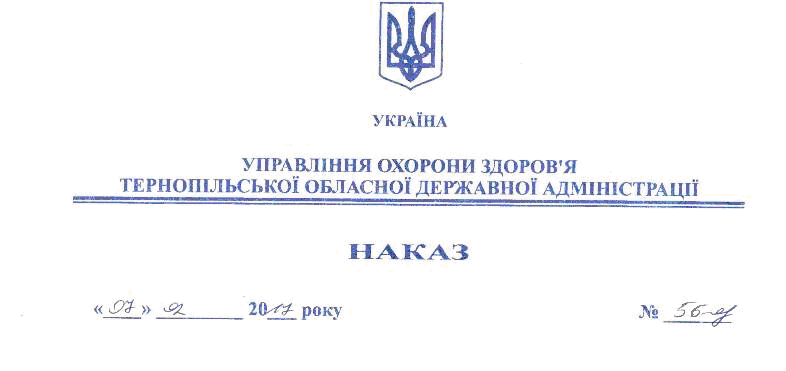 УКРАЇНА
УПРАВЛІННЯ ОХОРОНИ ЗДОРОВ'Я
ТЕРНОПІЛЬСЬКОЇ ОБЛАСНОЇ ДЕРЖАВНОЇ АДМІНІСТРАЦІЇ
НАКАЗ
«07» 02 2017 року № 56-